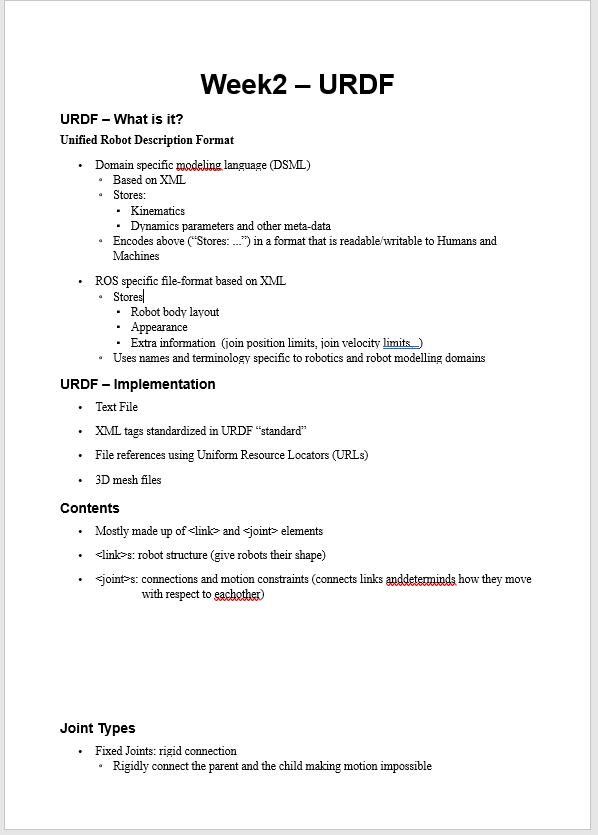 Week2 – URDF
URDF – What is it?
Unified Robot Description Format
• Domain specific modeling language (DSML)
◦ Based on XML
◦ Stores:
▪ Kinematics
▪ Dynamics parameters and other meta-data
◦ Encodes above (“Stores: ...”) in a format that is readable/writable to Humans and
Machines
• ROS specific file-format based on XML
◦ Stores
▪ Robot body layout
▪ Appearance
▪ Extra information (join position limits, join velocity limits...)
◦ Uses names and terminology specific to robotics and robot modelling domains
URDF – Implementation
• Text File
• XML tags standardized in URDF “standard”
• File references using Uniform Resource Locators (URLs)
• 3D mesh files
Contents
• Mostly made up of <link> and <joint> elements
• <link>s: robot structure (give robots their shape)
• <joint>s: connections and motion constraints (connects links anddeterminds how they move
with respect to eachother)
Joint Types
• Fixed Joints: rigid connection
◦ Rigidly connect the parent and the child making motion impossible